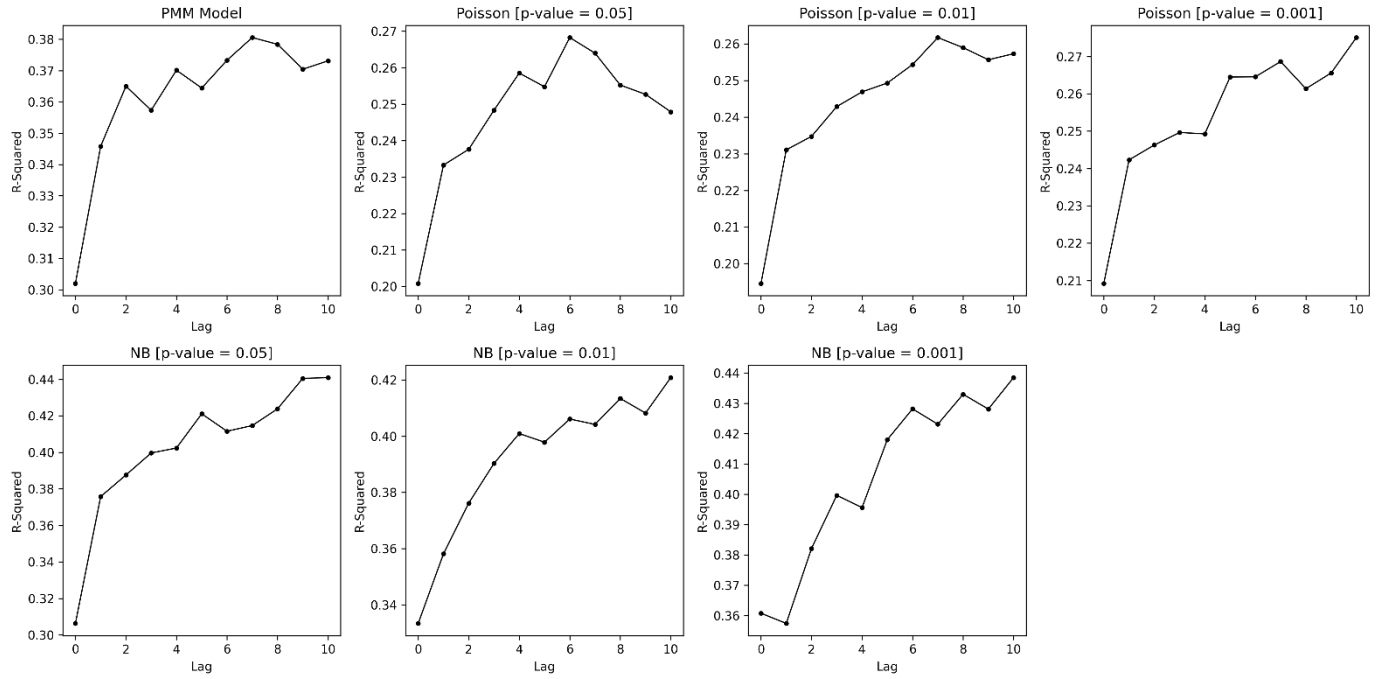 PMM Model
R-Squared
0.38
0.37
0.36
0.35
0.34
0.33
0.32
0.31
0.30
0 2 4 6 8 10
Lag
Poisson [p-value = 0.05]
R-Squared
0.27
0.26
0.25
0.24
0.23
0.22
0.21
0.20
0 2 4 6 8 10
Lag
Poisson [p-value = 0.01]
R-Squared
0.26
0.25
0.24
0.23
0.22
0.21
0.20
0 2 4 6 8 10
Lag
Poisson [p-value = 0.001]
R-Squared
0.27
0.26
0.25
0.24
0.23
0.22
0.21
0 2 4 6 8 10
Lag
NB [p-value = 0.05]
R-Squared
0.44
0.42
0.40
0.38
0.36
0.34
0.32
0.30
0 2 4 6 8 10
Lag
NB [p-value = 0.01]
R-Squared
0.42
0.40
0.38
0.36
0.34
0 2 4 6 8 10
Lag
NB [p-value = 0.001]
R-Squared
0.44
0.43
0.42
0.41
0.40
0.39
0.38
0.37
0.36
0 2 4 6 8 10
Lag